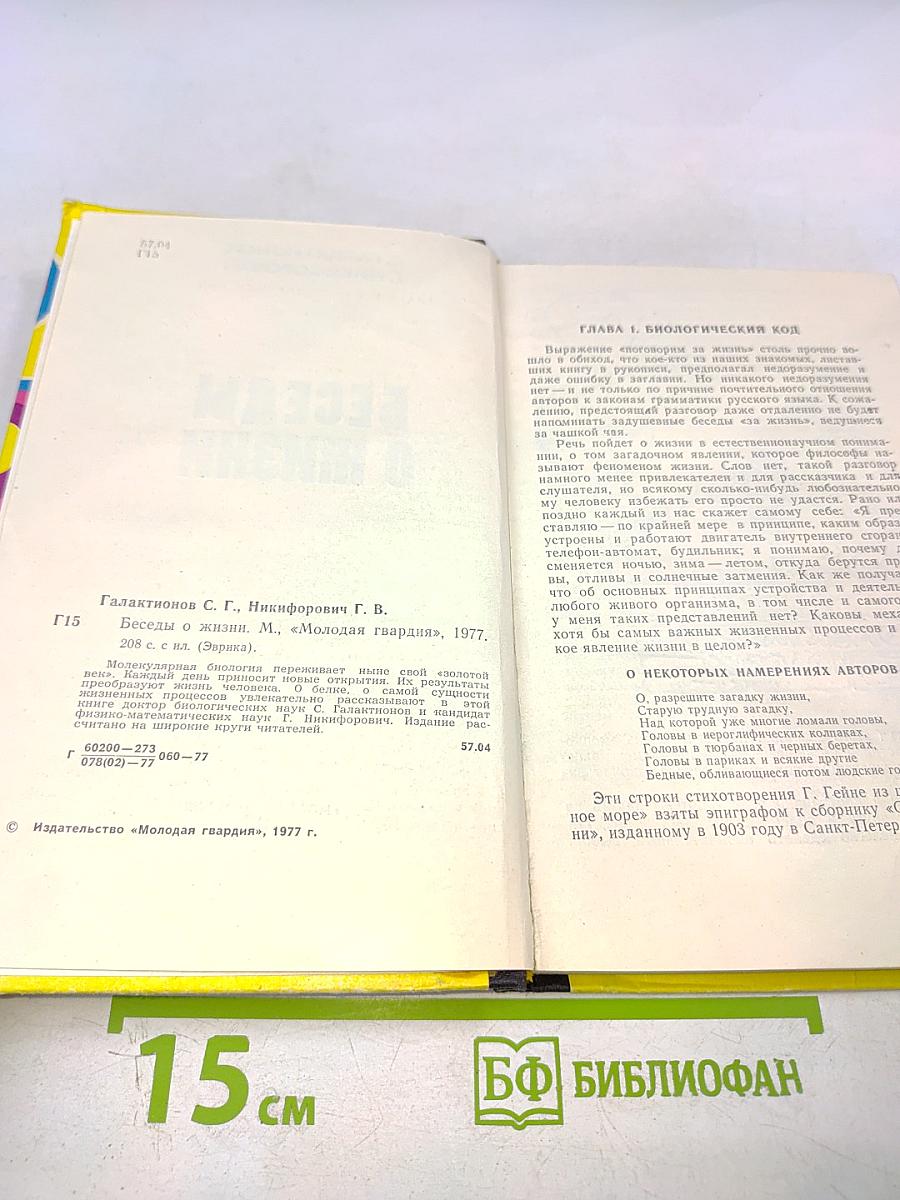 57.04
Г15
Галактионов С. Г., Никифорович Г. В.
Г15 Беседы о жизни. М., «Молодая гвардия», 1977.
208 с. с ил. (Эврика).
Молекулярная биология переживает ныне свой «золотой
век». Каждый день приносит новые открытия. Их результаты
преобразуют жизнь человека. О белке, о самой сущности
жизненных процессов увлекательно рассказывают в этой
книге доктор биологических наук С. Галактионов и кандидат
физико-математических наук Г. Никифорович. Издание рас-
считано на широкие круги читателей.
Г 60200—273
078(02)—77 060—77 57.04
© Издательство «Молодая гвардия», 1977 г.
ГЛАВА 1. БИОЛОГИЧЕСКИЙ КОД
Выражение «поговорим за жизнь» столь прочно во-
шло в обиход, что кое-кто из наших знакомых, листав-
ших книгу в рукописи, предполагал недоразумение и
даже ошибку в заглавии. Но никакого недоразумения
нет — и не только по причине почтительного отношения
авторов к законам грамматики русского языка. К сожа-
лению, предстоящий разговор даже отдаленно не будет
напоминать задушевные беседы «за жизнь», ведущиеся
за чашкой чая.
Речь пойдет о жизни в естественнонаучном понима-
нии, о том загадочном явлении, которое философы на-
зывают феноменом жизни. Слов нет, такой разговор
намного менее привлекателен и для рассказчика и для
слушателя, но всякому сколько-нибудь любознательно-
му человеку избежать его просто не удастся. Рано ил
поздно каждый из нас скажет самому себе: «Я пре
ставляю — по крайней мере в принципе, каким образ
устроены и работают двигатель внутреннего сгоран
телефон-автомат, будильник; я понимаю, почему д
сменяется ночью, зима — летом, откуда берутся пр
вы, отливы и солнечные затмения. Как же получа
что об основных принципах устройства и деятель
любого живого организма, в том числе и самого
у меня таких представлений нет? Каковы меха
хотя бы самых важных жизненных процессов и
кое явление жизни в целом?»
О НЕКОТОРЫХ НАМЕРЕНИЯХ АВТОРОВ
О, разрешите загадку жизни,
Старую трудную загадку,
Над которой уже многие ломали головы,
Головы в иероглифических колпаках,
Головы в тюрбанах и черных беретах,
Головы в париках и всякие другие
Бедные, обливающиеся потом людские го
Эти строки стихотворения Г. Гейне из ц
ное море» взяты эпиграфом к сборнику «С
ни», изданному в 1903 году в Санкт-Петер
15 см
БФ БИБЛИОФАН